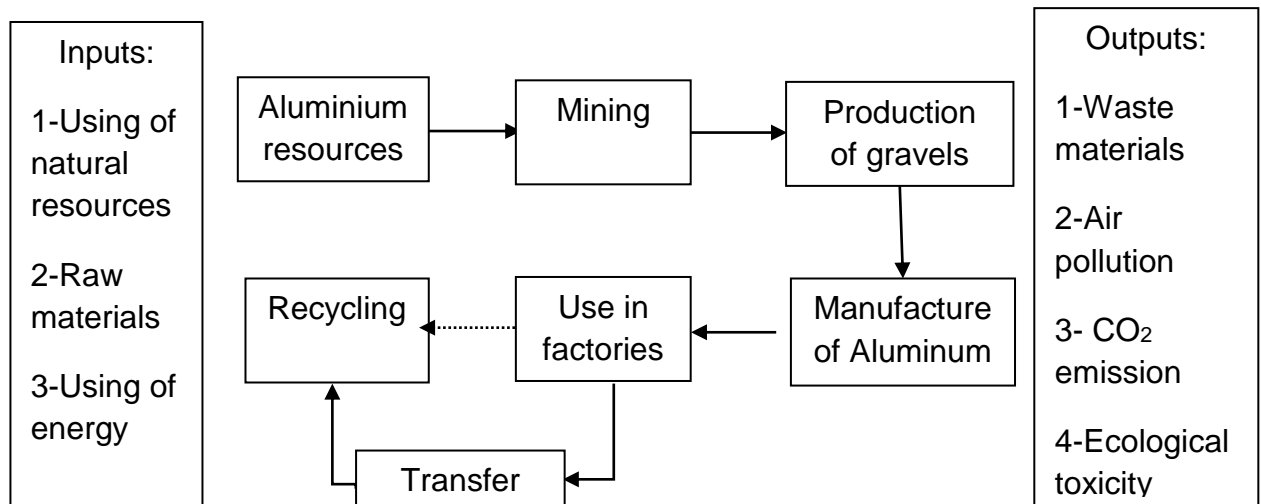 Inputs:
1-Using of
natural
resources
2-Raw
materials
3-Using of
energy
Aluminium
resources
Mining
Production
of gravels
Manufacture
of Aluminum
Use in
factories
Recycling
Transfer
Outputs:
1-Waste
materials
2-Air
pollution
3- CO₂
emission
4-Ecological
toxicity